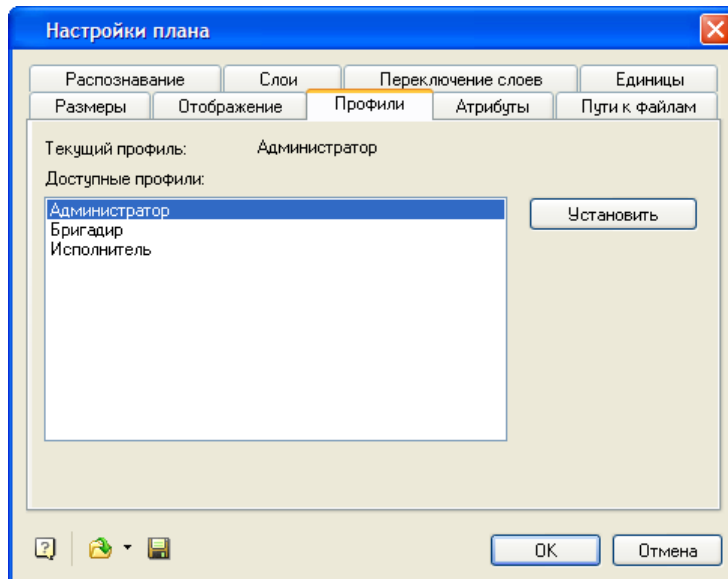 Настройки плана
Распознавание Слои Переключение слоев Единицы
Размеры Отображение Профили Атрибуты Пути к файлам
Текущий профиль: Администратор
Доступные профили:
Администратор Установить
Бригадир
Исполнитель
OK Отмена